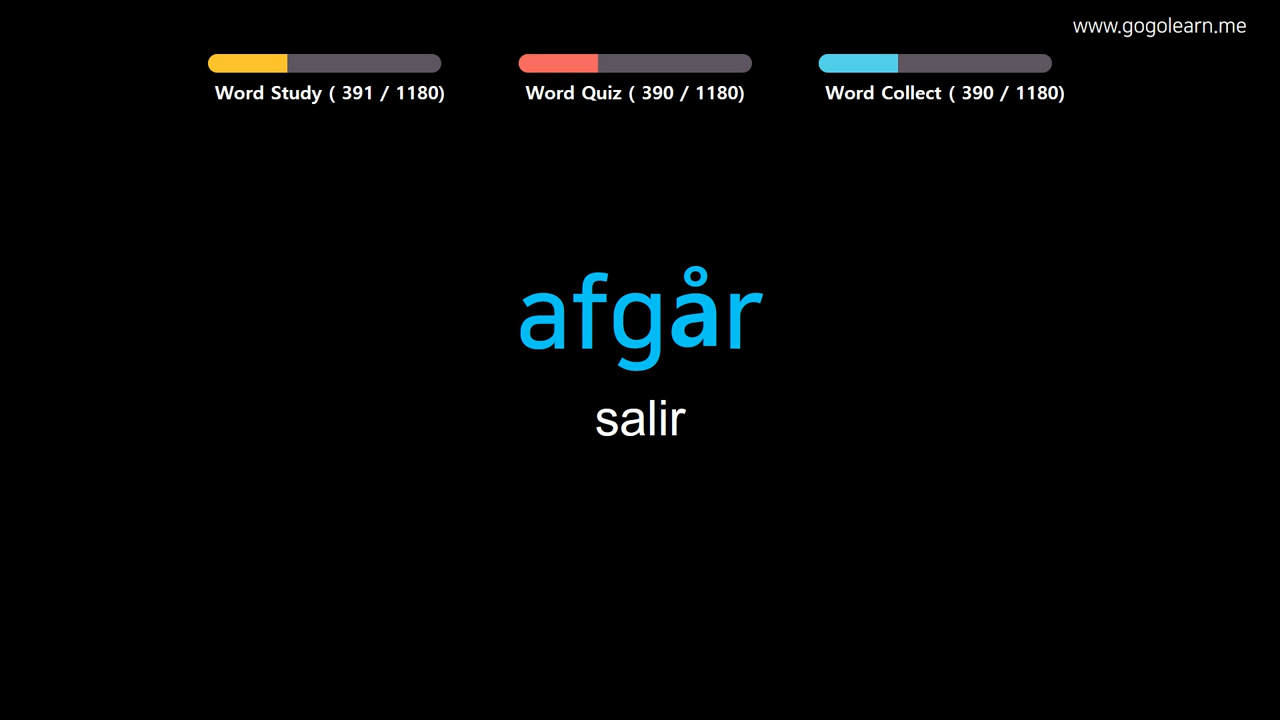 www.gogolearn.me
Word Study ( 391 / 1180)
Word Quiz ( 390 / 1180)
Word Collect ( 390 / 1180)
afgår
salir